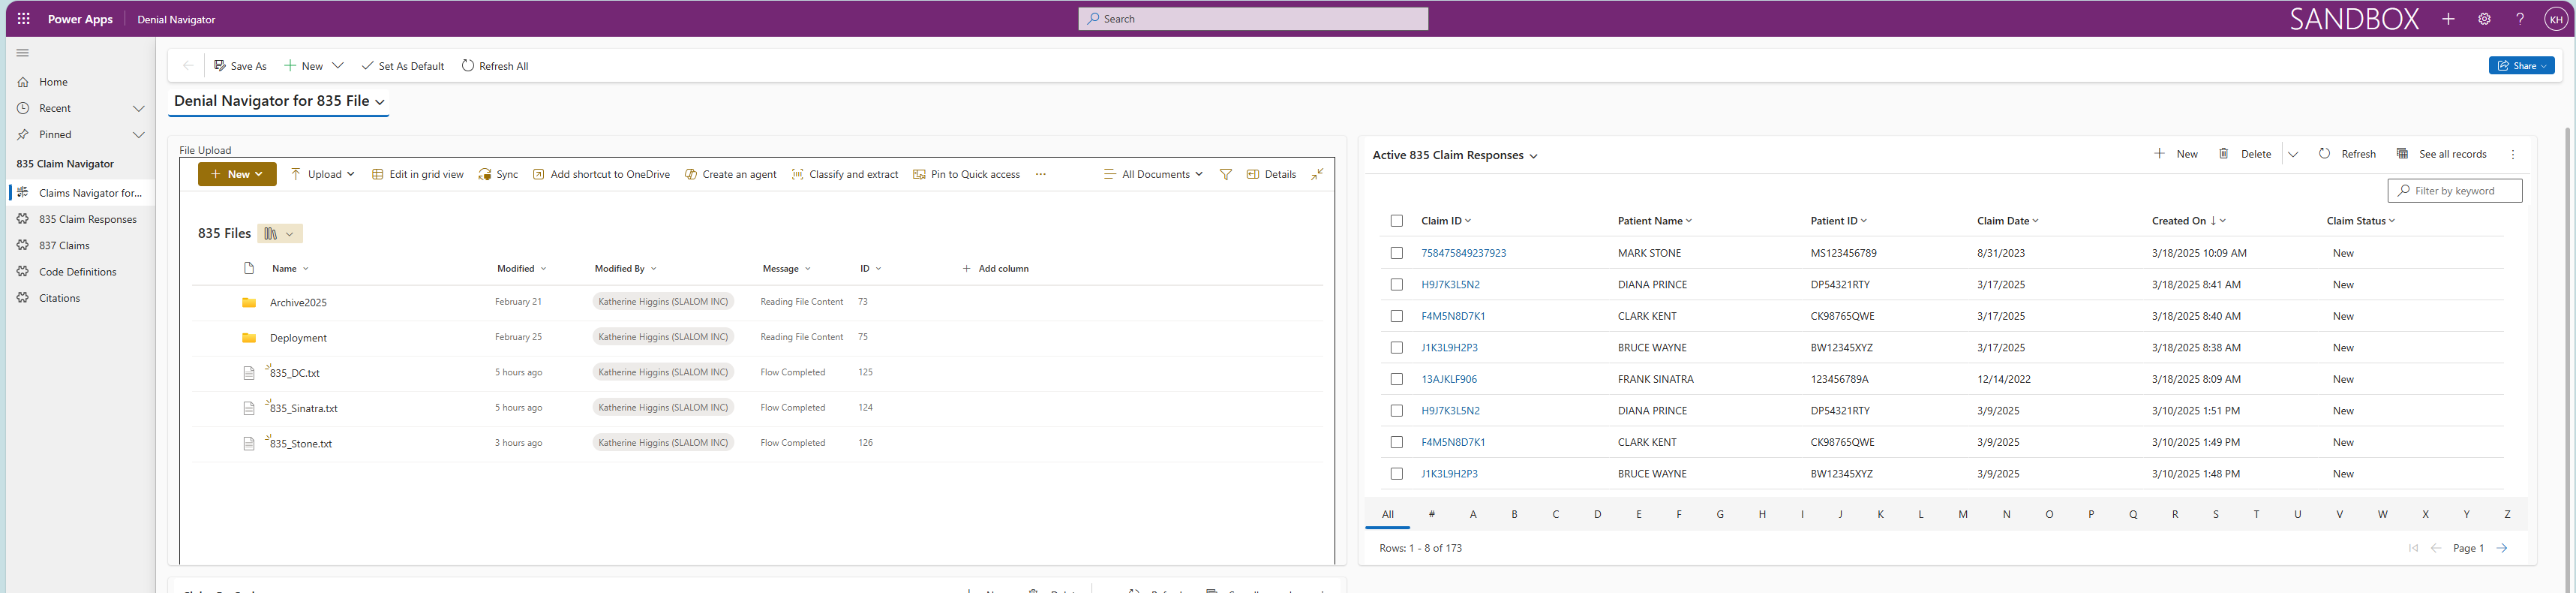 Power Apps
Denial Navigator
Search
SANDBOX
KH
Home
Recent
Pinned
835 Claim Navigator
Claims Navigator for...
835 Claim Responses
837 Claims
Code Definitions
Citations
Save As
New
Set As Default
Refresh All
Share
Denial Navigator for 835 File
File Upload
New
Upload
Edit in grid view
Sync
Add shortcut to OneDrive
Create an agent
Classify and extract
Pin to Quick access
...
All Documents
Details
835 Files
Name Modified Modified By Message ID Add column
Archive2025 February 21 Katherine Higgins (SLALOM INC) Reading File Content 73
Deployment February 25 Katherine Higgins (SLALOM INC) Reading File Content 75
835_DC.txt 5 hours ago Katherine Higgins (SLALOM INC) Flow Completed 125
835_Sinatra.txt 5 hours ago Katherine Higgins (SLALOM INC) Flow Completed 124
835_Stone.txt 3 hours ago Katherine Higgins (SLALOM INC) Flow Completed 126
Active 835 Claim Responses
New
Delete
Refresh
See all records
Filter by keyword
Claim ID Patient Name Patient ID Claim Date Created On Claim Status
758475849237923 MARK STONE MS123456789 8/31/2023 3/18/2025 10:09 AM New
H9J7K3L5N2 DIANA PRINCE DP54321RTY 3/17/2025 3/18/2025 8:41 AM New
F4M5N8D7K1 CLARK KENT CK98765QWE 3/17/2025 3/18/2025 8:40 AM New
J1K3L9H2P3 BRUCE WAYNE BW12345XYZ 3/17/2025 3/18/2025 8:38 AM New
13AJKLF906 FRANK SINATRA 123456789A 12/14/2022 3/18/2025 8:09 AM New
H9J7K3L5N2 DIANA PRINCE DP54321RTY 3/9/2025 3/10/2025 1:51 PM New
F4M5N8D7K1 CLARK KENT CK98765QWE 3/9/2025 3/10/2025 1:49 PM New
J1K3L9H2P3 BRUCE WAYNE BW12345XYZ 3/9/2025 3/10/2025 1:48 PM New
All # A B C D E F G H I J K L M N O P Q R S T U V W X Y Z
Rows: 1 - 8 of 173
Page 1